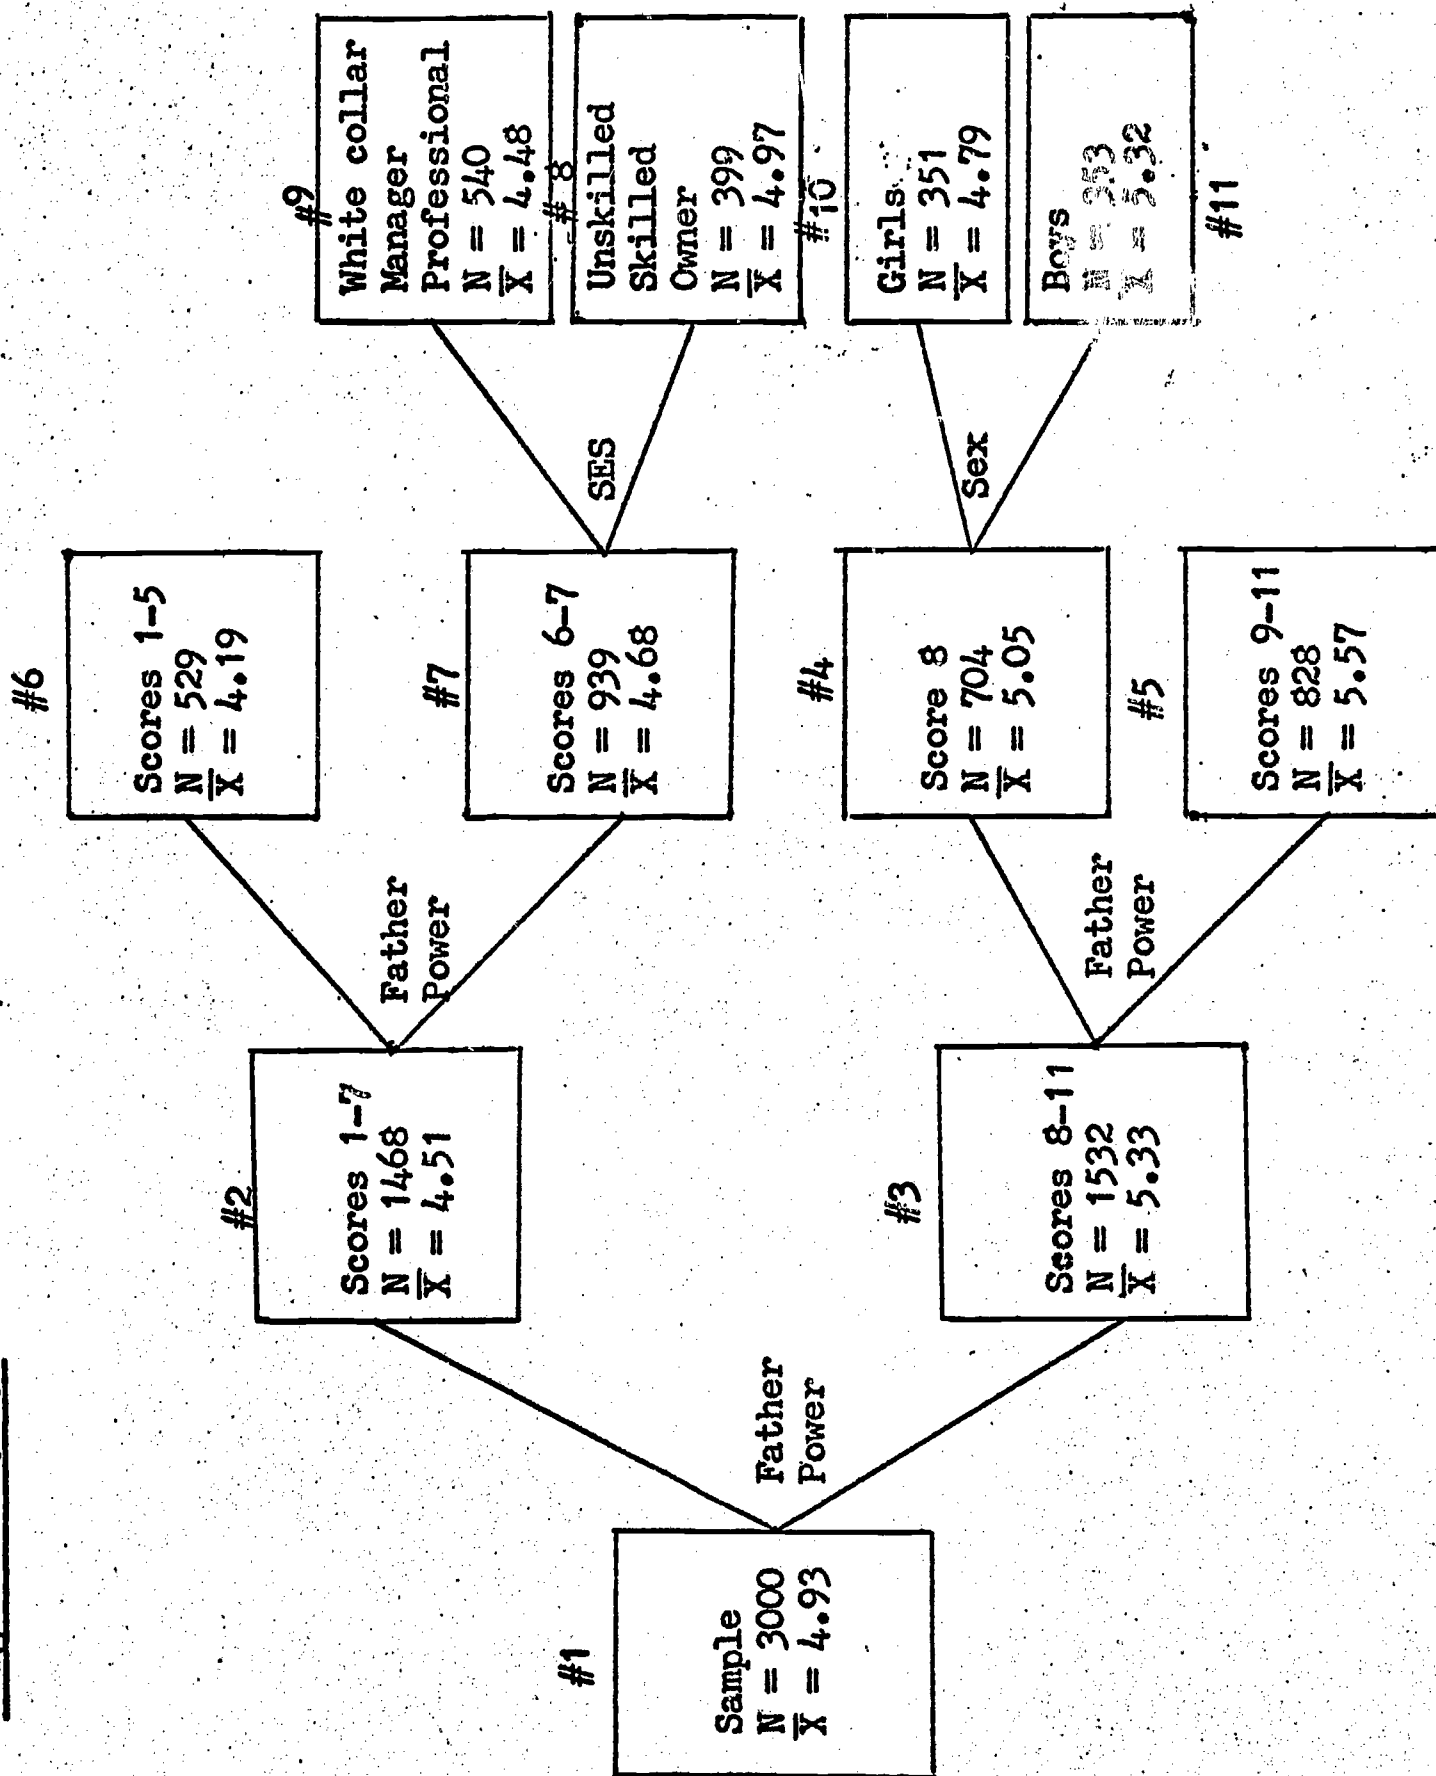 #1
Sample
N = 3000
X̅ = 4.93
Father
Power
#2
Scores 1-7
N = 1468
X̅ = 4.51
#3
Scores 8-11
N = 1532
X̅ = 5.33
Father
Power
Father
Power
#6
Scores 1-5
N = 529
X̅ = 4.19
#7
Scores 6-7
N = 939
X̅ = 4.68
#4
Score 8
N = 704
X̅ = 5.05
#5
Scores 9-11
N = 828
X̅ = 5.57
SES
Sex
#9
White collar
Manager
Professional
N = 540
X̅ = 4.48
#8
Unskilled
Skilled
Owner
N = 399
X̅ = 4.97
#10
Girls
N = 351
X̅ = 4.79
Boys
N = 353
X̅ = 5.32
#11